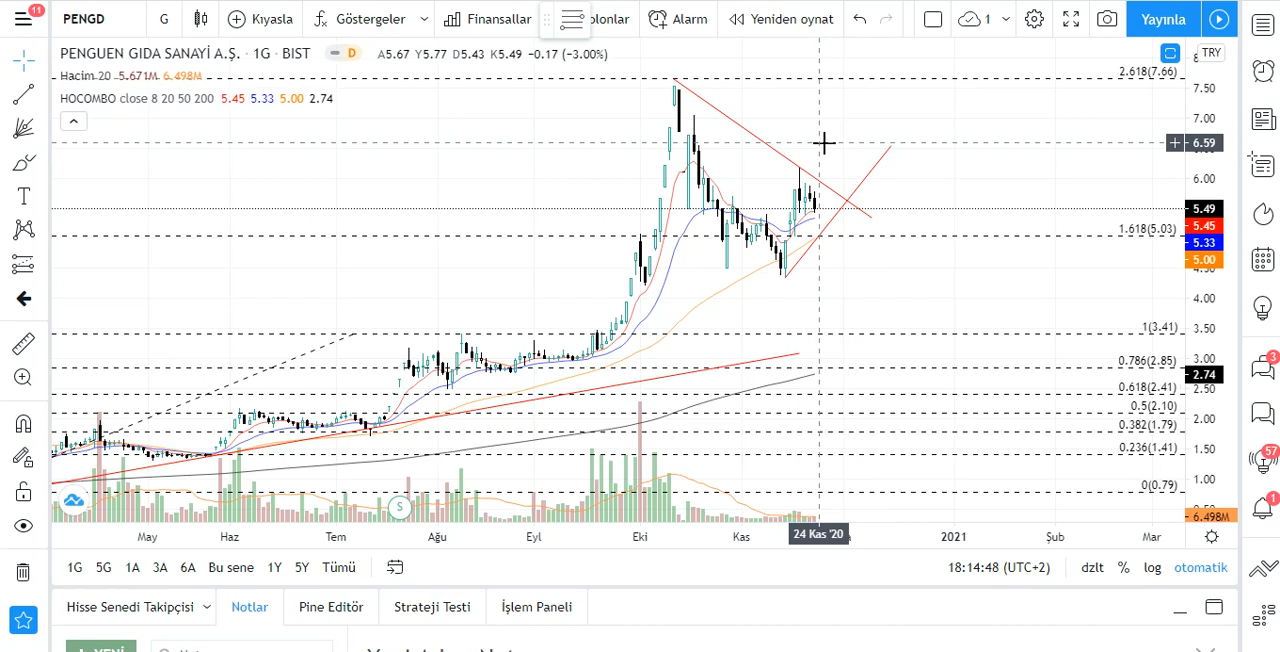 11
PENGD
G
Kıyasla
Göstergeler
Finansallar
olonlar
Alarm
Yeniden oynat
1
Yayınla
PENGUEN GIDA SANAYİ A.Ş. · 1G · BIST
D
A5.67 Y5.77 D5.43 K5.49 -0.17 (-3.00%)
TRY
Hacim 20 5.671M 6.498M
HOCOMBO close 8 20 50 200 5.45 5.33 5.00 2.74
2.618(7.66)
7.50
7.00
6.59
6.00
5.49
5.45
1.618(5.03)
5.33
5.00
4.00
3.50
1(3.41)
3.00
0.786(2.85)
2.74
2.50
0.618(2.41)
0.5(2.10)
2.00
0.382(1.79)
1.50
0.236(1.41)
1.00
0(0.79)
S
6.498M
May
Haz
Tem
Ağu
Eyl
Eki
Kas
24 Kas '20
2021
Şub
Mar
1G
5G
1A
3A
6A
Bu sene
1Y
5Y
Tümü
18:14:48 (UTC+2)
dzlt
%
log
otomatik
Hisse Senedi Takipçisi
Notlar
Pine Editör
Strateji Testi
İşlem Paneli
3
57
1